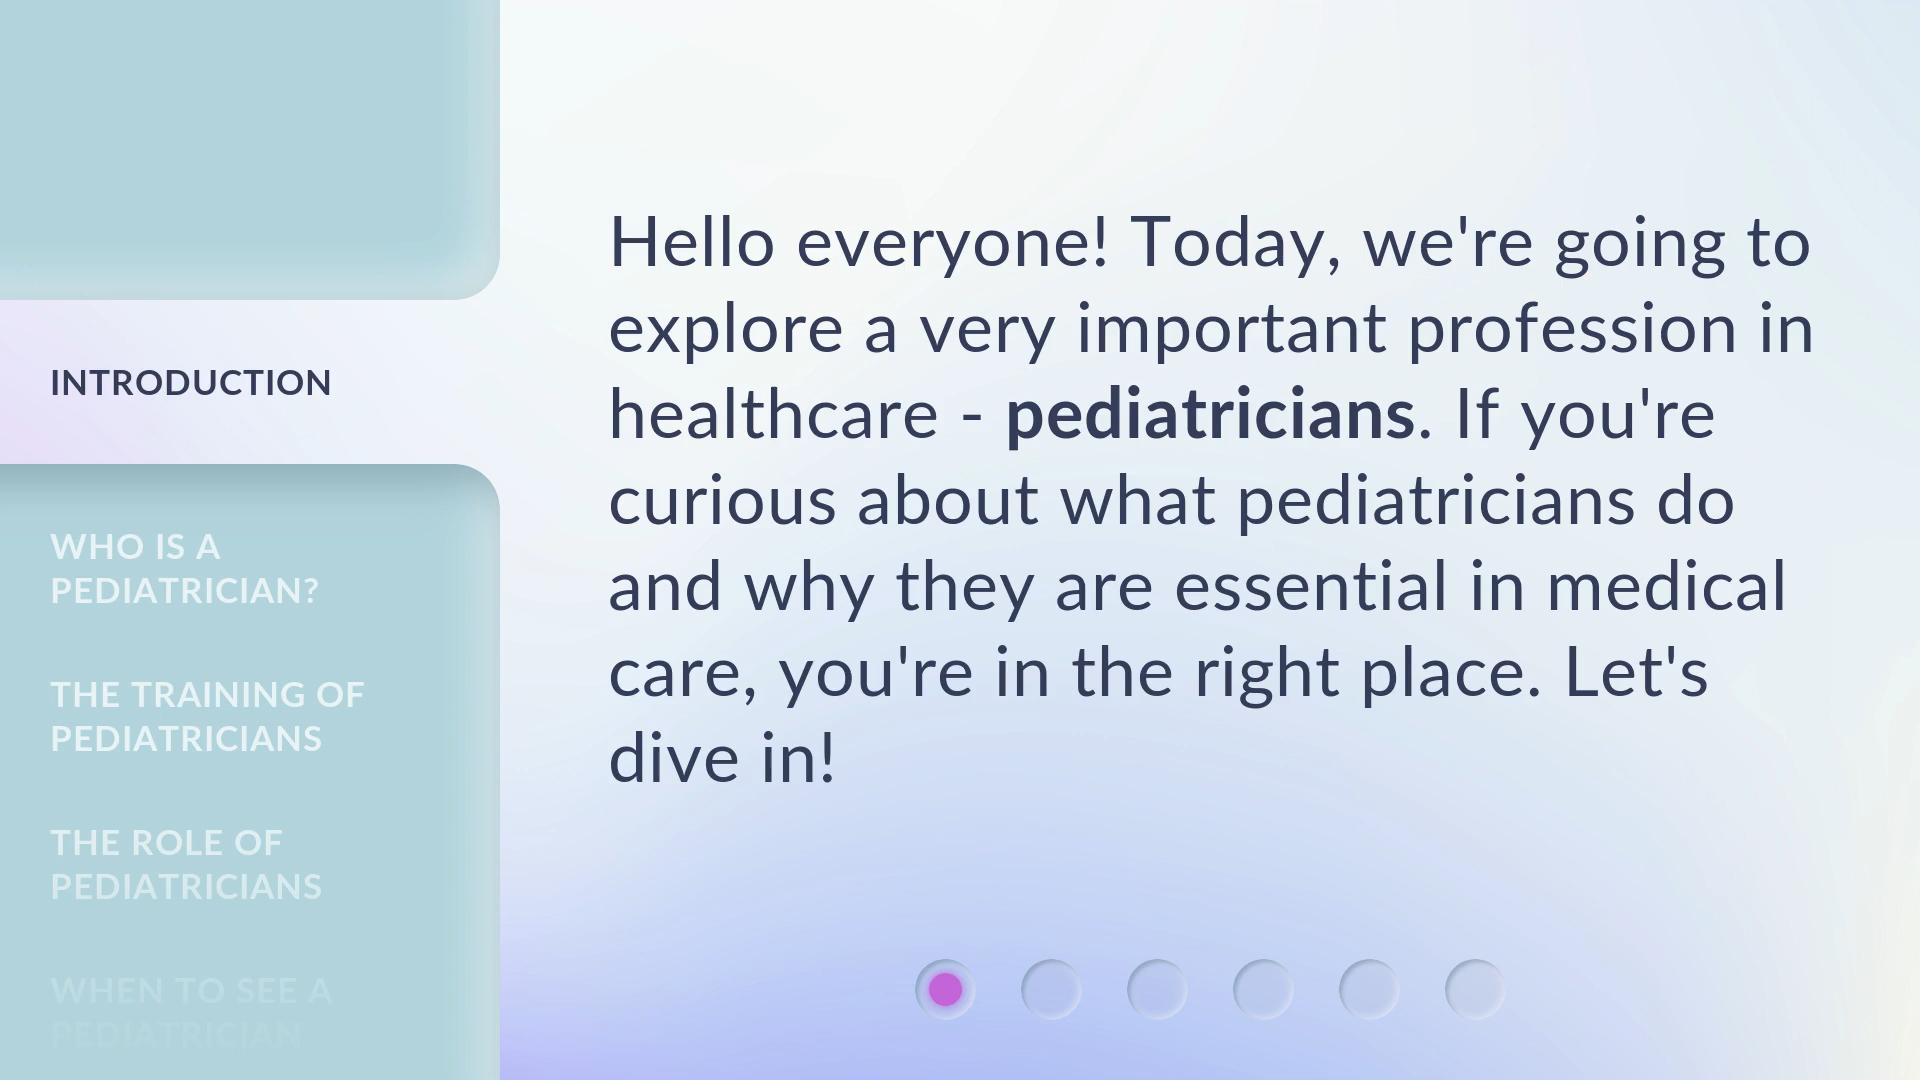 INTRODUCTION
WHO IS A
PEDIATRICIAN?
THE TRAINING OF
PEDIATRICIANS
THE ROLE OF
PEDIATRICIANS
WHEN TO SEE A
PEDIATRICIAN
Hello everyone! Today, we're going to
explore a very important profession in
healthcare - pediatricians. If you're
curious about what pediatricians do
and why they are essential in medical
care, you're in the right place. Let's
dive in!